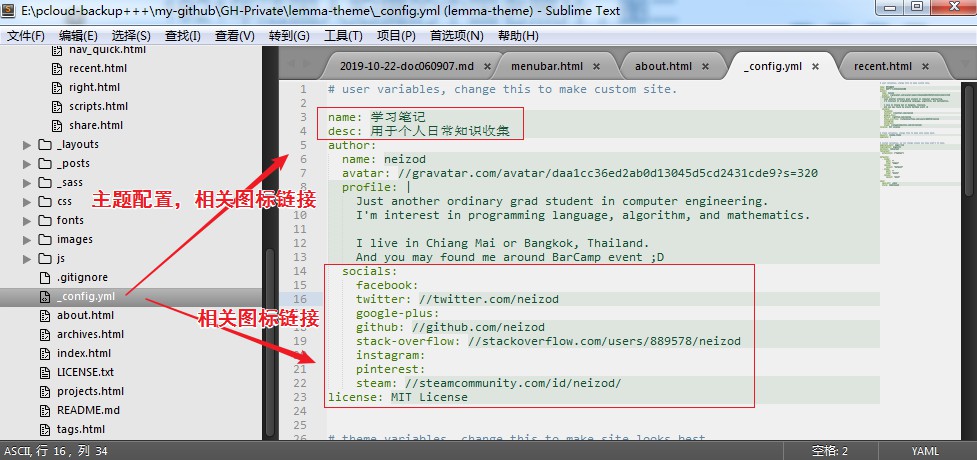 E:\pcloud-backup+++\my-github\GH-Private\lemma-theme\_config.yml (lemma-theme) - Sublime Text
文件(F) 编辑(E) 选择(S) 查找(I) 查看(V) 转到(G) 工具(T) 项目(P) 首选项(N) 帮助(H)
nav_quick.html
recent.html
right.html
scripts.html
share.html
_layouts
_posts
_sass
css
fonts
images
js
.gitignore
_config.yml
about.html
archives.html
index.html
LICENSE.txt
projects.html
README.md
tags.html
主题配置，相关图标链接
相关图标链接
2019-10-22-doc060907.md × menubar.html × about.html × _config.yml × recent.html ×
1 # user variables, change this to make custom site.
2
3 name: 学习笔记
4 desc: 用于个人日常知识收集
5 author:
6 name: neizod
7 avatar: //gravatar.com/avatar/daa1cc36ed2ab0d13045d5cd2431cde9?s=320
8 profile: |
9 Just another ordinary grad student in computer engineering.
10 I'm interest in programming language, algorithm, and mathematics.
11
12 I live in Chiang Mai or Bangkok, Thailand.
13 And you may found me around BarCamp event ;D
14 socials:
15 facebook:
16 twitter: //twitter.com/neizod
17 google-plus:
18 github: //github.com/neizod
19 stack-overflow: //stackoverflow.com/users/889578/neizod
20 instagram:
21 pinterest:
22 steam: //steamcommunity.com/id/neizod/
23 license: MIT License
24
25
26 # theme variables, change this to make site looks best.
ASCII, 行 16 , 列 34 空格: 2 YAML